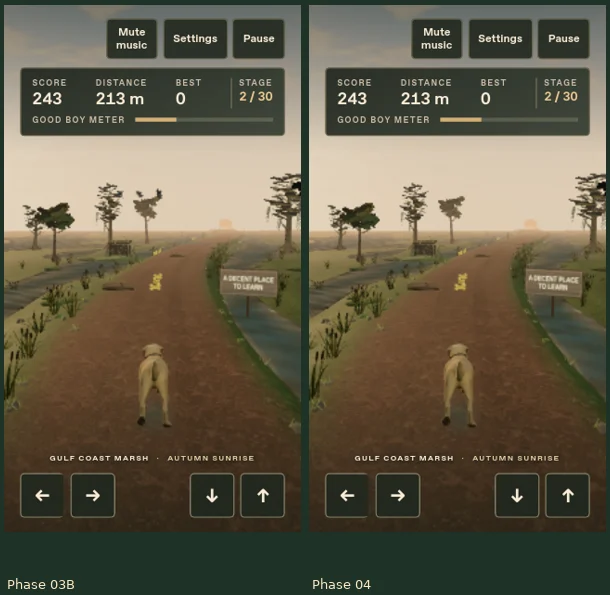 Mute
music
Settings
Pause
SCORE
DISTANCE
BEST
STAGE
243
213 m
0
2 / 30
GOOD BOY METER
A DECENT PLACE
TO LEARN
GULF COAST MARSH · AUTUMN SUNRISE
← → ↓ ↑
Phase 03B
Mute
music
Settings
Pause
SCORE
DISTANCE
BEST
STAGE
243
213 m
0
2 / 30
GOOD BOY METER
A DECENT PLACE
TO LEARN
GULF COAST MARSH · AUTUMN SUNRISE
← → ↓ ↑
Phase 04